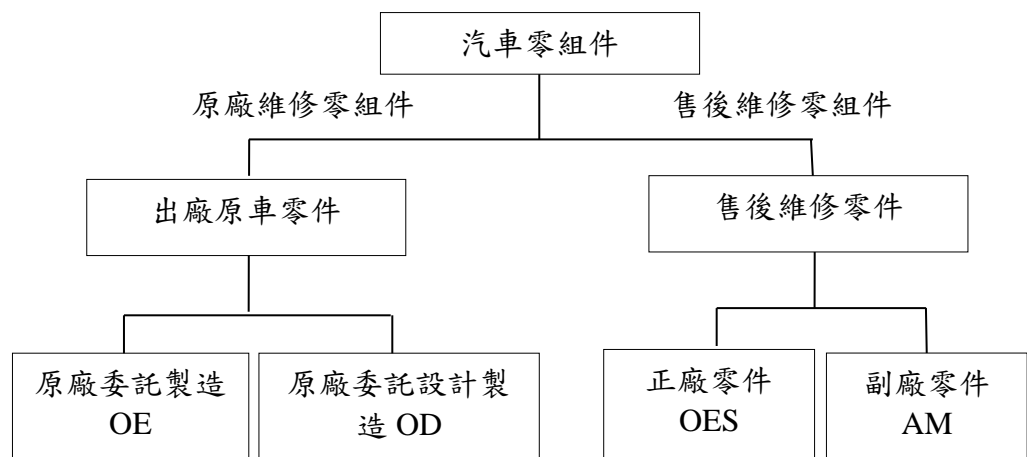 汽車零組件
原廠維修零組件
售後維修零組件
出廠原車零件
售後維修零件
原廠委託製造
OE
原廠委託設計製
造 OD
正廠零件
OES
副廠零件
AM